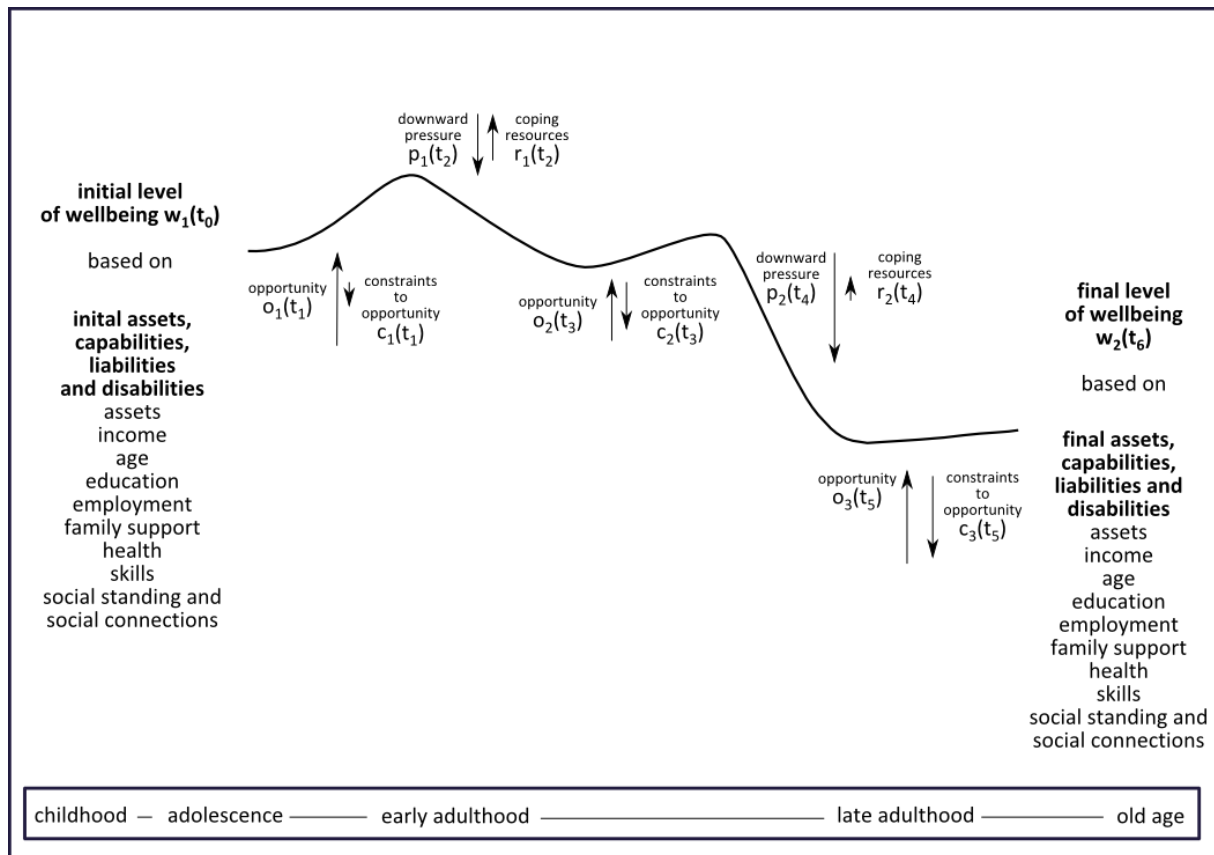 initial level
of wellbeing w1(t0)
based on
inital assets,
capabilities,
liabilities
and disabilities
assets
income
age
education
employment
family support
health
skills
social standing and
social connections
downward
pressure
p1(t2)
coping
resources
r1(t2)
opportunity
o1(t1)
constraints
to
opportunity
c1(t1)
opportunity
o2(t3)
constraints
to
opportunity
c2(t3)
downward
pressure
p2(t4)
coping
resources
r2(t4)
opportunity
o3(t5)
constraints
to
opportunity
c3(t5)
final level
of wellbeing
w2(t6)
based on
final assets,
capabilities,
liabilities and
disabilities
assets
income
age
education
employment
family support
health
skills
social standing and
social connections
childhood — adolescence — early adulthood — late adulthood — old age